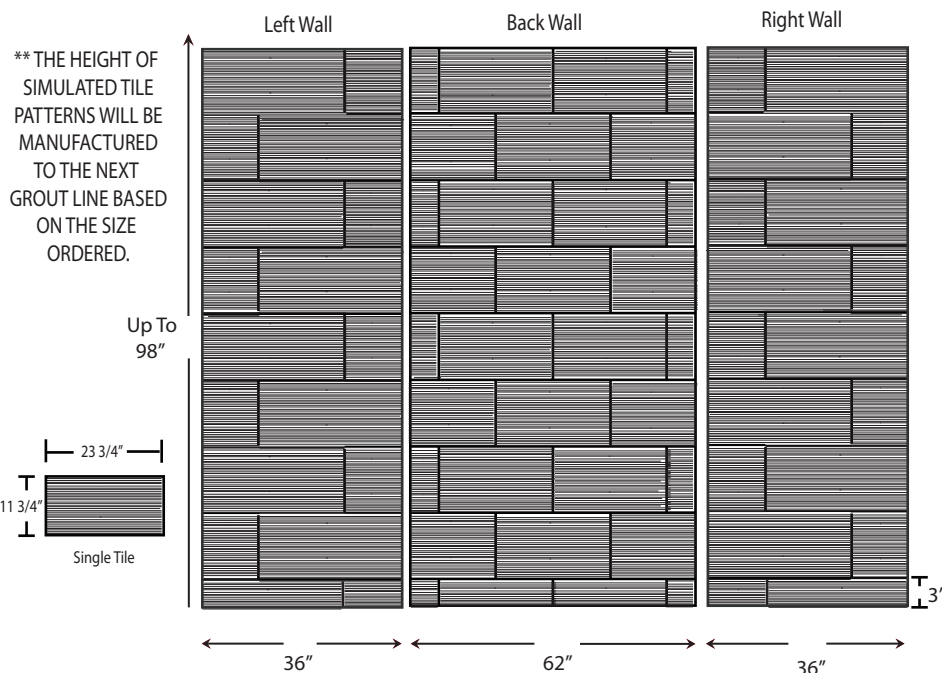 Left Wall
Back Wall
Right Wall
** THE HEIGHT OF
SIMULATED TILE
PATTERNS WILL BE
MANUFACTURED
TO THE NEXT
GROUT LINE BASED
ON THE SIZE
ORDERED.
Up To
98”
23 3/4”
11 3/4”
Single Tile
3”
36”
62”
36”